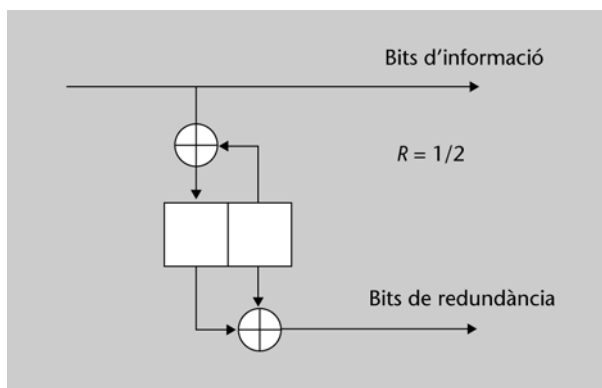 Bits d’informació
R = 1/2
Bits de redundància